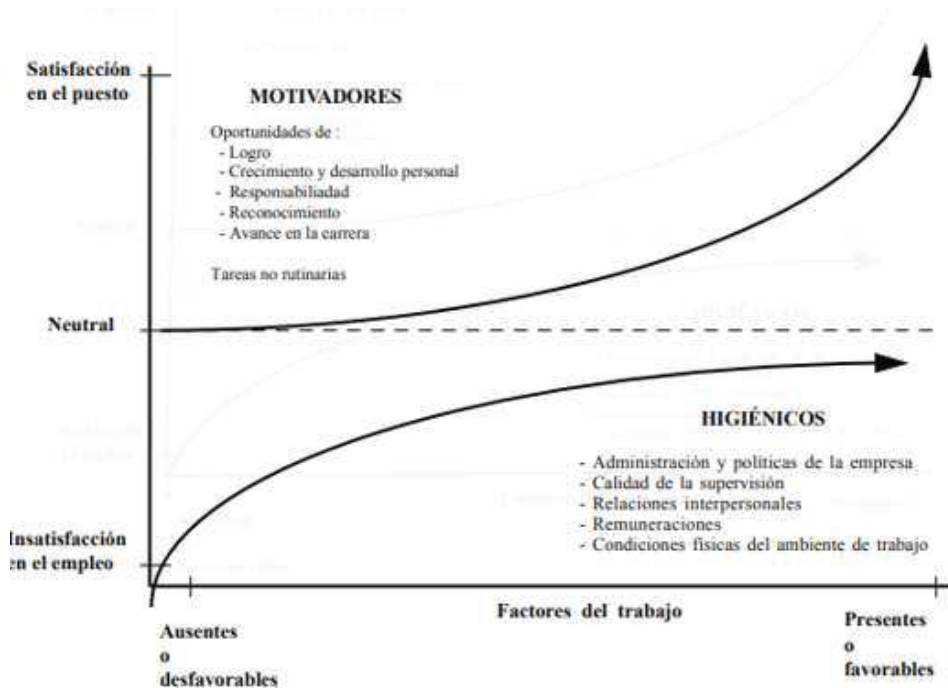 Satisfacción
en el puesto
MOTIVADORES
Oportunidades de :
- Logro
- Crecimiento y desarrollo personal
- Responsabiliadad
- Reconocimiento
- Avance en la carrera
Tareas no rutinarias
Neutral
HIGIÉNICOS
- Administración y políticas de la empresa
- Calidad de la supervisión
- Relaciones interpersonales
- Remuneraciones
- Condiciones físicas del ambiente de trabajo
Insatisfacción
en el empleo
Factores del trabajo
Ausentes
o
desfavorables
Presentes
o
favorables